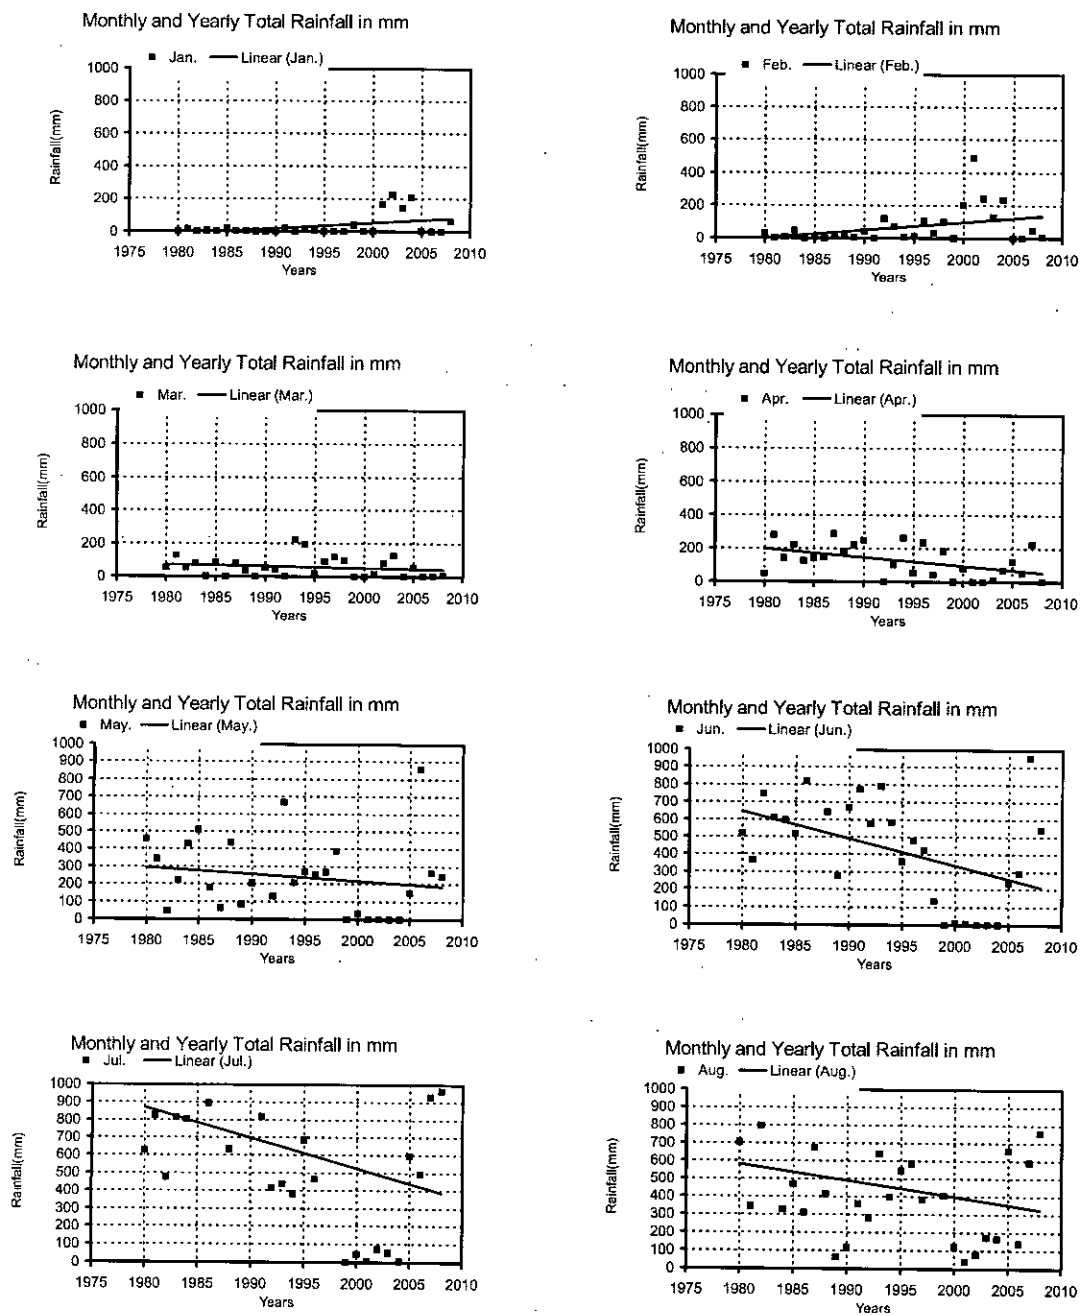 Monthly and Yearly Total Rainfall in mm
Jan. Linear (Jan.)
1000
800
600
400
200
0
Rainfall(mm)
1975 1980 1985 1990 1995 2000 2005 2010
Years
Monthly and Yearly Total Rainfall in mm
Feb. Linear (Feb.)
1000
800
600
400
200
0
Rainfall(mm)
1975 1980 1985 1990 1995 2000 2005 2010
Years
Monthly and Yearly Total Rainfall in mm
Mar. Linear (Mar.)
1000
800
600
400
200
0
Rainfall(mm)
1975 1980 1985 1990 1995 2000 2005 2010
Years
Monthly and Yearly Total Rainfall in mm
Apr. Linear (Apr.)
1000
800
600
400
200
0
Rainfall(mm)
1975 1980 1985 1990 1995 2000 2005 2010
Years
Monthly and Yearly Total Rainfall in mm
May. Linear (May.)
1000
900
800
700
600
500
400
300
200
100
0
Rainfall(mm)
1975 1980 1985 1990 1995 2000 2005 2010
Years
Monthly and Yearly Total Rainfall in mm
Jun. Linear (Jun.)
1000
900
800
700
600
500
400
300
200
100
0
Rainfall(mm)
1975 1980 1985 1990 1995 2000 2005 2010
Years
Monthly and Yearly Total Rainfall in mm
Jul. Linear (Jul.)
1000
900
800
700
600
500
400
300
200
100
0
Rainfall(mm)
1975 1980 1985 1990 1995 2000 2005 2010
Years
Monthly and Yearly Total Rainfall in mm
Aug. Linear (Aug.)
1000
900
800
700
600
500
400
300
200
100
0
Rainfall(mm)
1975 1980 1985 1990 1995 2000 2005 2010
Years